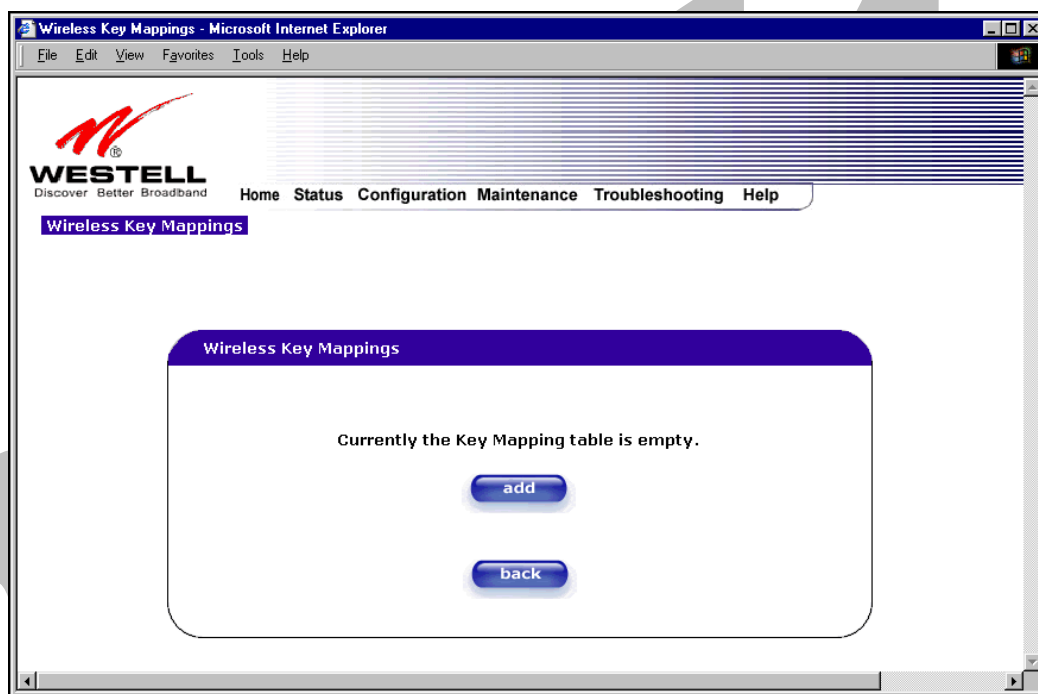 Wireless Key Mappings - Microsoft Internet Explorer
File Edit View Favorites Tools Help
®
WESTELL
Discover Better Broadband
Home Status Configuration Maintenance Troubleshooting Help
Wireless Key Mappings
Wireless Key Mappings
Currently the Key Mapping table is empty.
add
back